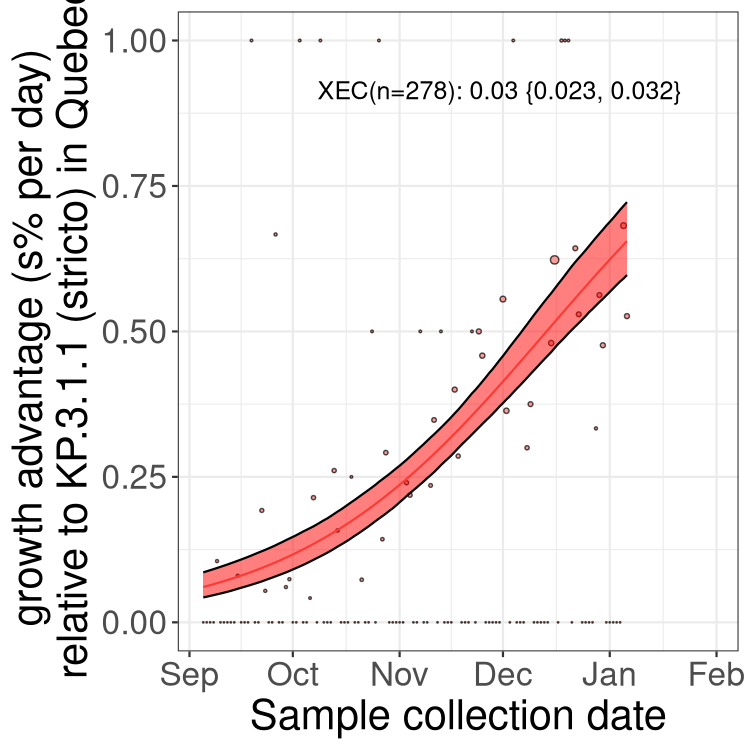 growth advantage (s% per day)
relative to KP.3.1.1 (stricto) in Quebec
1.00
0.75
0.50
0.25
0.00
XEC(n=278): 0.03 {0.023, 0.032}
Sep Oct Nov Dec Jan Feb
Sample collection date